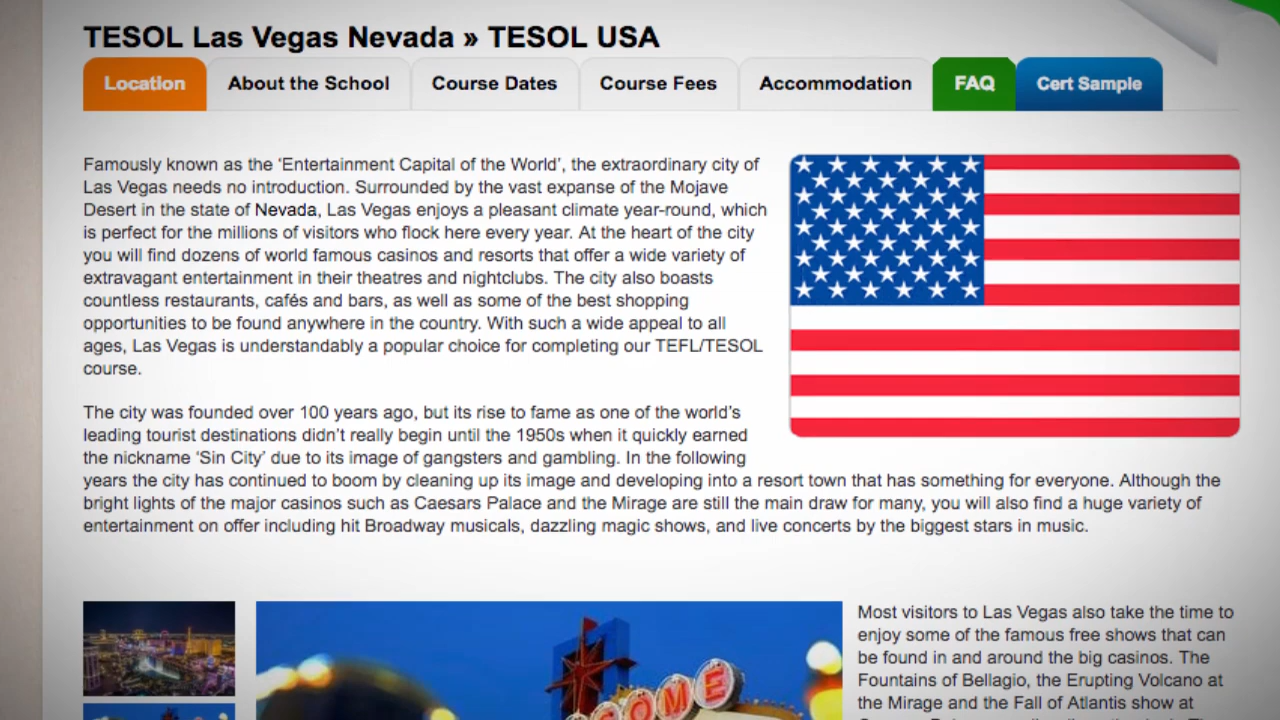 TESOL Las Vegas Nevada » TESOL USA
Location About the School Course Dates Course Fees Accommodation FAQ Cert Sample
Famously known as the ‘Entertainment Capital of the World’, the extraordinary city of
Las Vegas needs no introduction. Surrounded by the vast expanse of the Mojave
Desert in the state of Nevada, Las Vegas enjoys a pleasant climate year-round, which
is perfect for the millions of visitors who flock here every year. At the heart of the city
you will find dozens of world famous casinos and resorts that offer a wide variety of
extravagant entertainment in their theatres and nightclubs. The city also boasts
countless restaurants, cafés and bars, as well as some of the best shopping
opportunities to be found anywhere in the country. With such a wide appeal to all
ages, Las Vegas is understandably a popular choice for completing our TEFL/TESOL
course.
The city was founded over 100 years ago, but its rise to fame as one of the world’s
leading tourist destinations didn’t really begin until the 1950s when it quickly earned
the nickname ‘Sin City’ due to its image of gangsters and gambling. In the following
years the city has continued to boom by cleaning up its image and developing into a resort town that has something for everyone. Although the
bright lights of the major casinos such as Caesars Palace and the Mirage are still the main draw for many, you will also find a huge variety of
entertainment on offer including hit Broadway musicals, dazzling magic shows, and live concerts by the biggest stars in music.
OME
Most visitors to Las Vegas also take the time to
enjoy some of the famous free shows that can
be found in and around the big casinos. The
Fountains of Bellagio, the Erupting Volcano at
the Mirage and the Fall of Atlantis show at